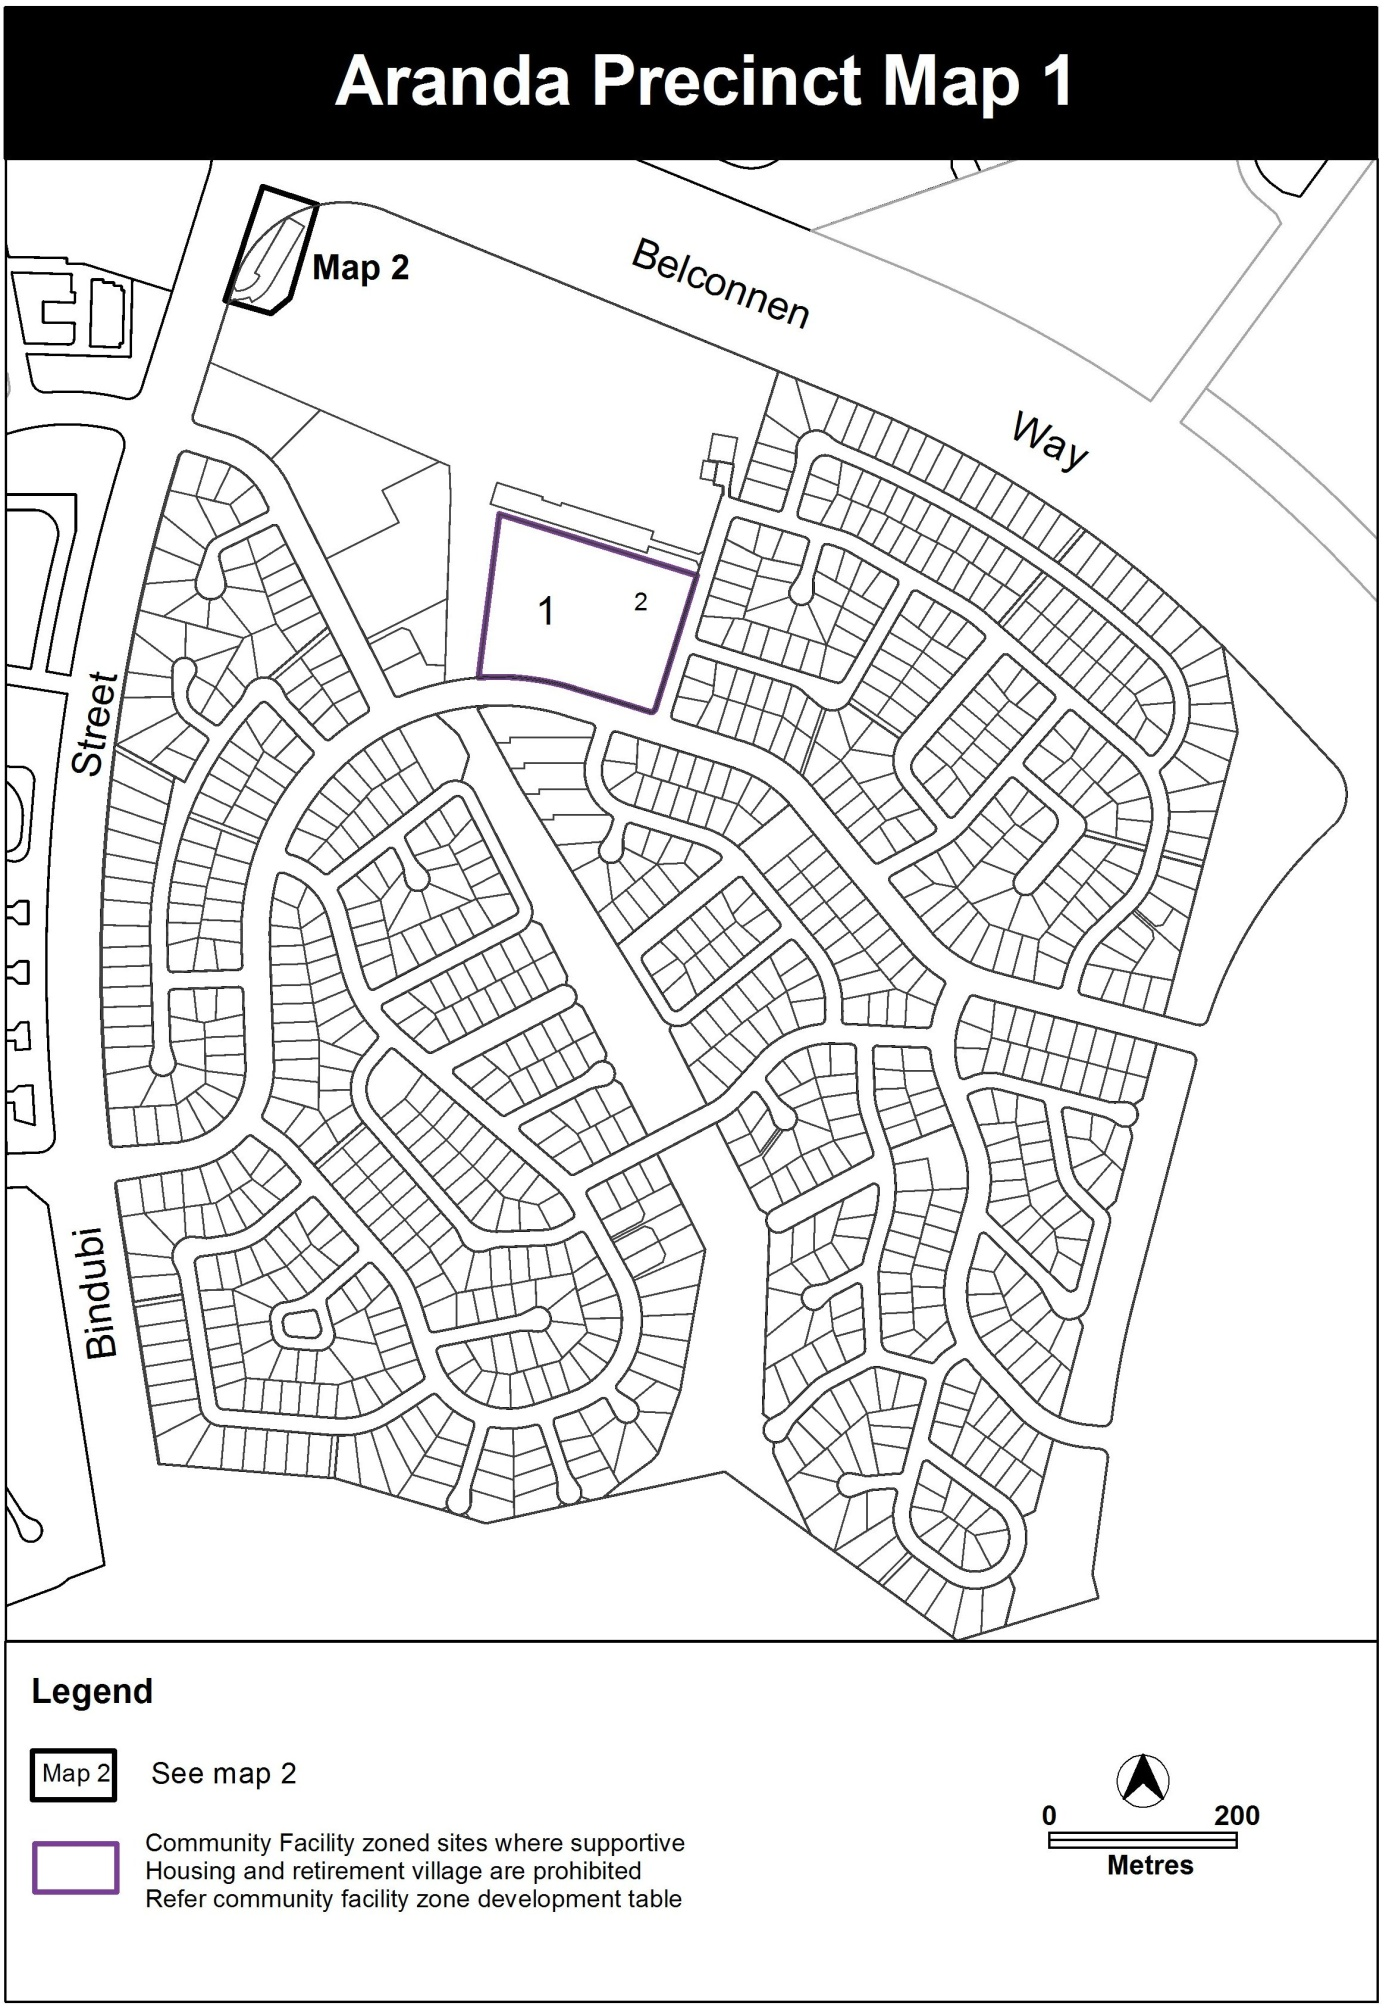 Aranda Precinct Map 1
Map 2
Belconnen
Way
1
2
Street
Bindubi
Legend
Map 2
See map 2
Community Facility zoned sites where supportive
Housing and retirement village are prohibited
Refer community facility zone development table
0 200
Metres